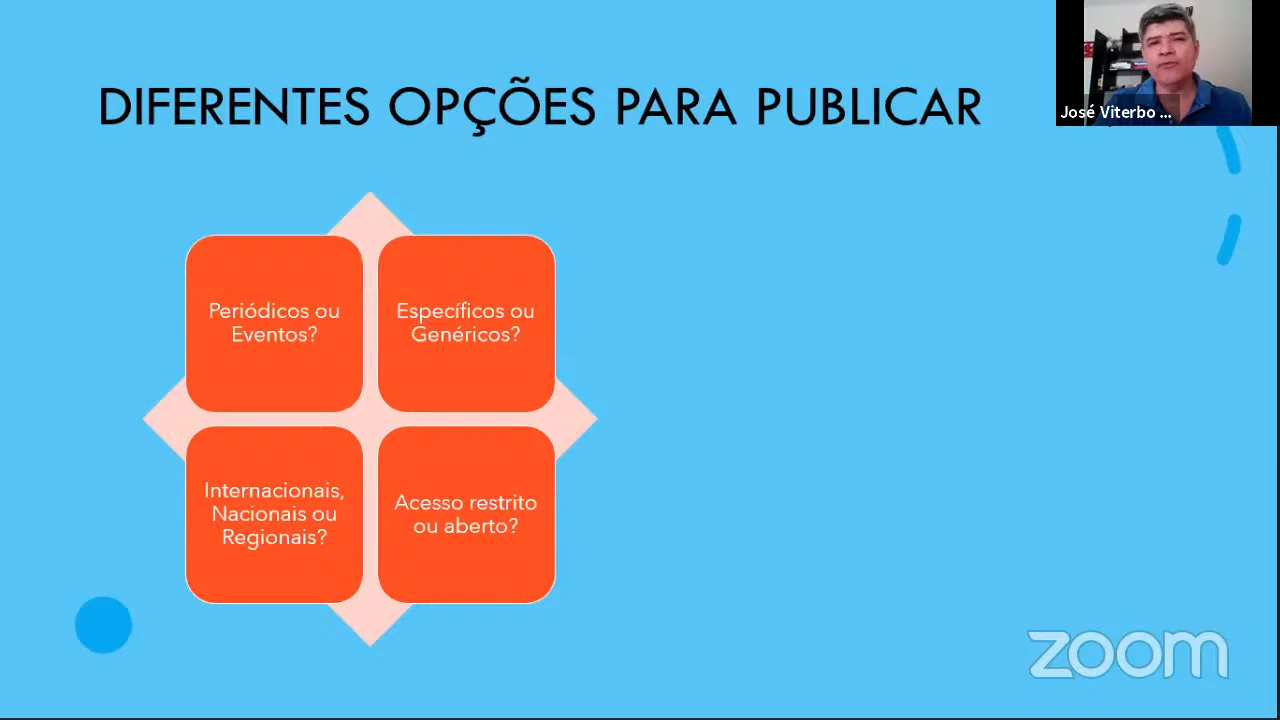 DIFERENTES OPÇÕES PARA PUBLICAR
José Viterbo ...
Periódicos ou
Eventos?
Específicos ou
Genéricos?
Internacionais,
Nacionais ou
Regionais?
Acesso restrito
ou aberto?
zoom